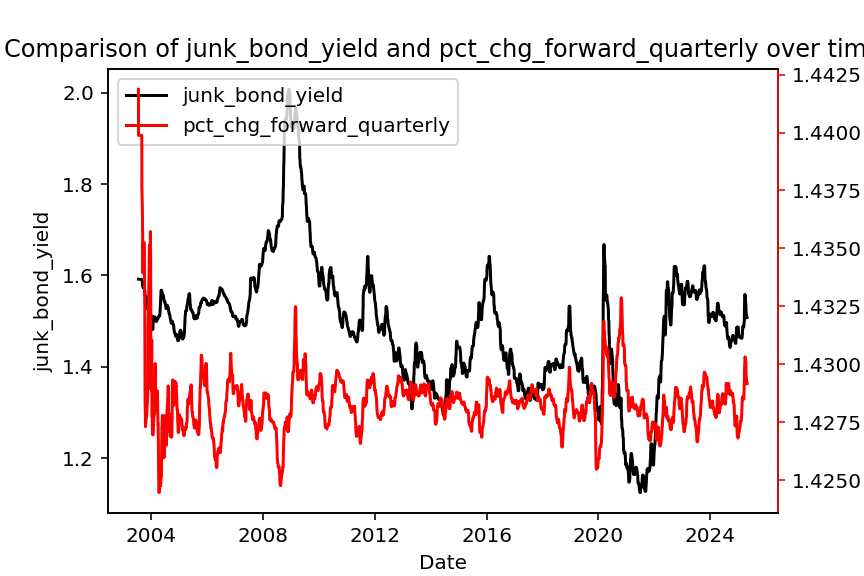 Comparison of junk_bond_yield and pct_chg_forward_quarterly over tim
junk_bond_yield
pct_chg_forward_quarterly
2.0
1.8
1.6
1.4
1.2
junk_bond_yield
1.4425
1.4400
1.4375
1.4350
1.4325
1.4300
1.4275
1.4250
2004 2008 2012 2016 2020 2024
Date